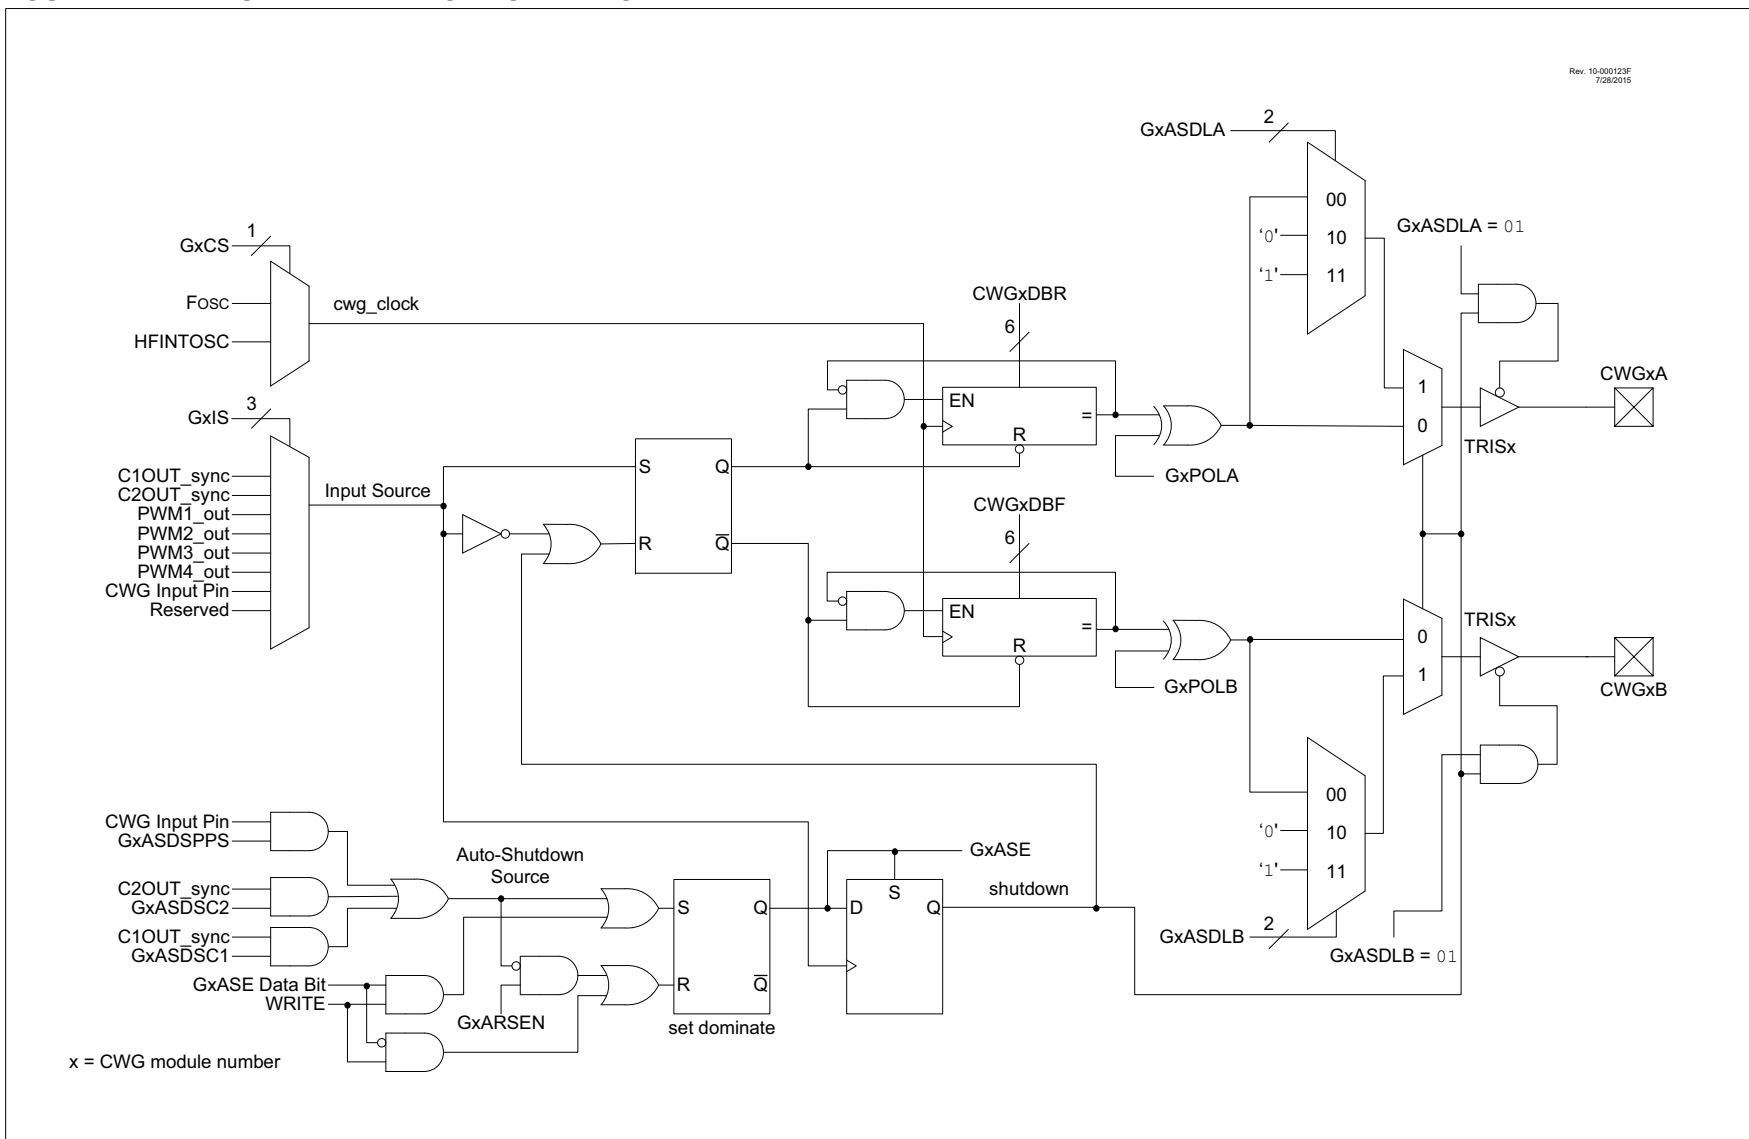 Rev. 10-000123F
7/28/2015
GxASDLA
2
00
‘0'
10
‘1'
11
GxASDLA = 01
GxCS
1
FOSC
HFINTOSC
cwg_clock
CWGxDBR
6
EN
=
R
GxPOLA
1
0
TRISx
CWGxA
GxIS
3
C1OUT_sync
C2OUT_sync
PWM1_out
PWM2_out
PWM3_out
PWM4_out
CWG Input Pin
Reserved
Input Source
S
Q
R
Q
CWGxDBF
6
EN
=
R
GxPOLB
0
1
TRISx
CWGxB
00
‘0'
10
‘1'
11
GxASDLB
2
GxASDLB = 01
CWG Input Pin
GxASDSPPS
C2OUT_sync
GxASDSC2
C1OUT_sync
GxASDSC1
GxASE Data Bit
WRITE
Auto-Shutdown
Source
GxARSEN
S
Q
R
Q
set dominate
GxASE
S
D
Q
shutdown
x = CWG module number